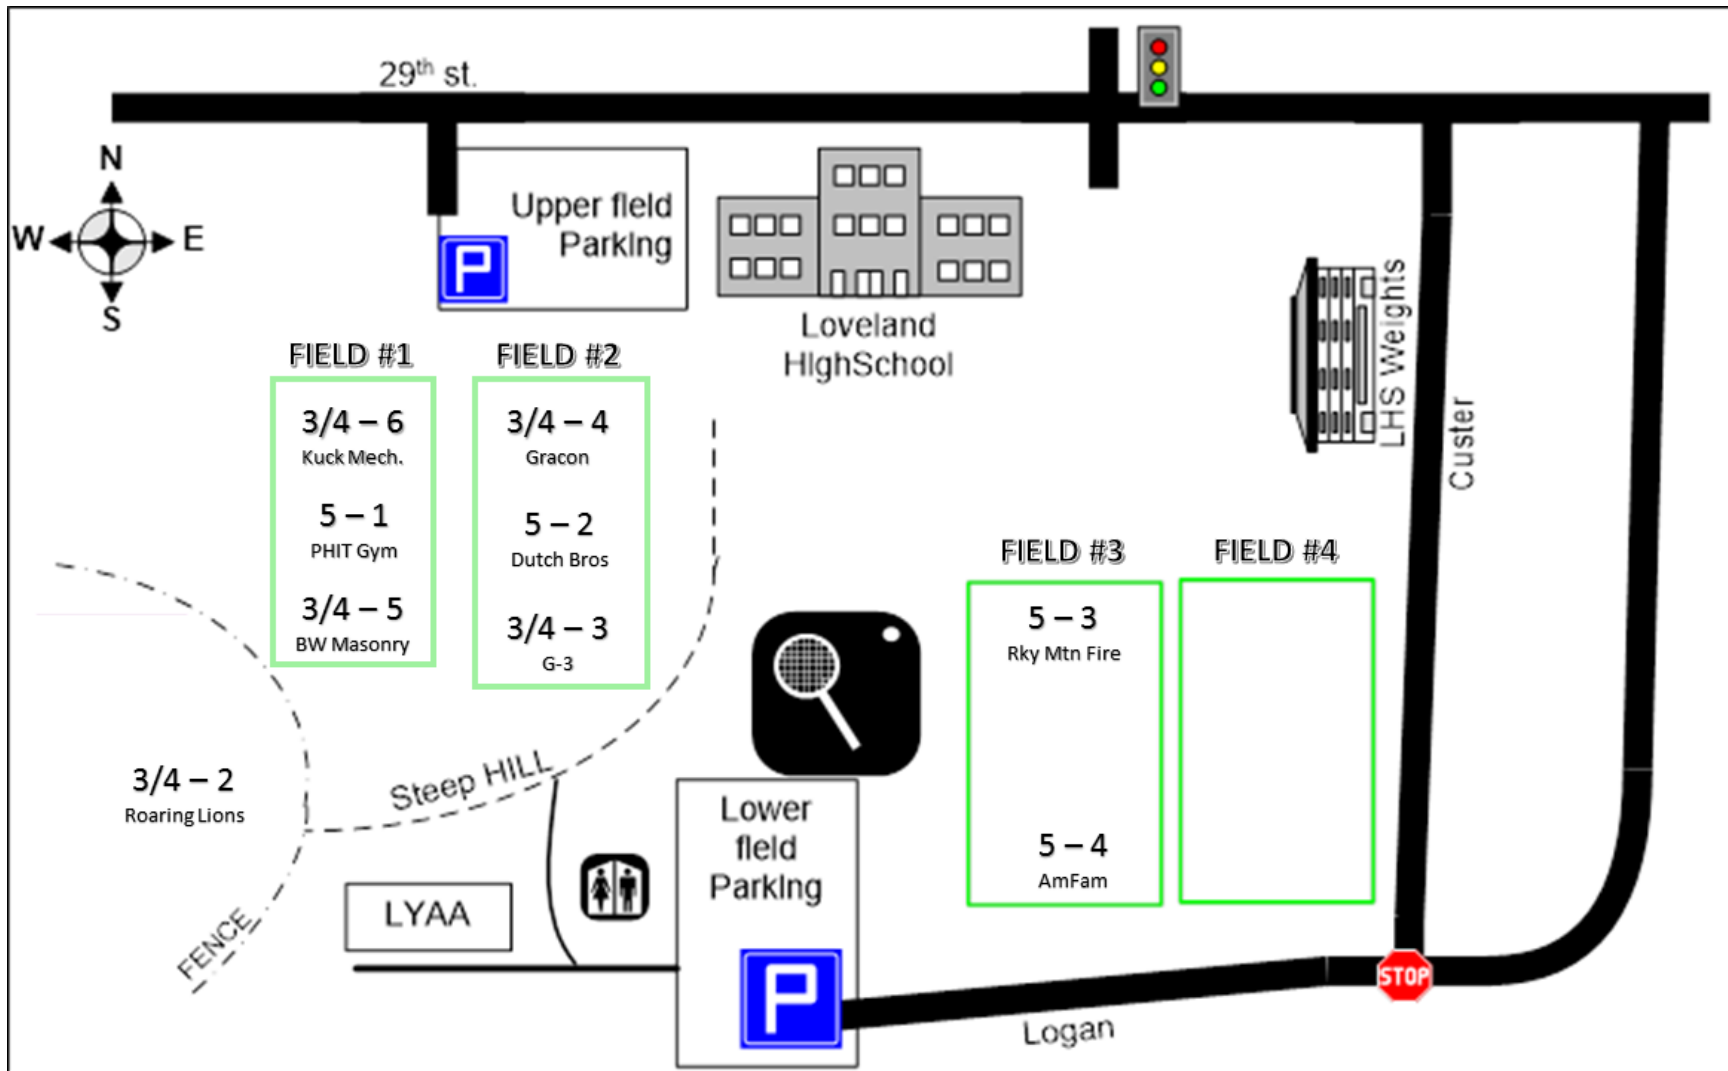 29th st.
N
W E
S
P
Upper field
Parking
Loveland
HighSchool
LHS Weights
Custer
FIELD #1
3/4 – 6
Kuck Mech.
5 – 1
PHIT Gym
3/4 – 5
BW Masonry
FIELD #2
3/4 – 4
Gracon
5 – 2
Dutch Bros
3/4 – 3
G-3
FIELD #3
5 – 3
Rky Mtn Fire
5 – 4
AmFam
FIELD #4
3/4 – 2
Roaring Lions
Steep HILL
FENCE
LYAA
Lower
field
Parking
P
Logan
STOP